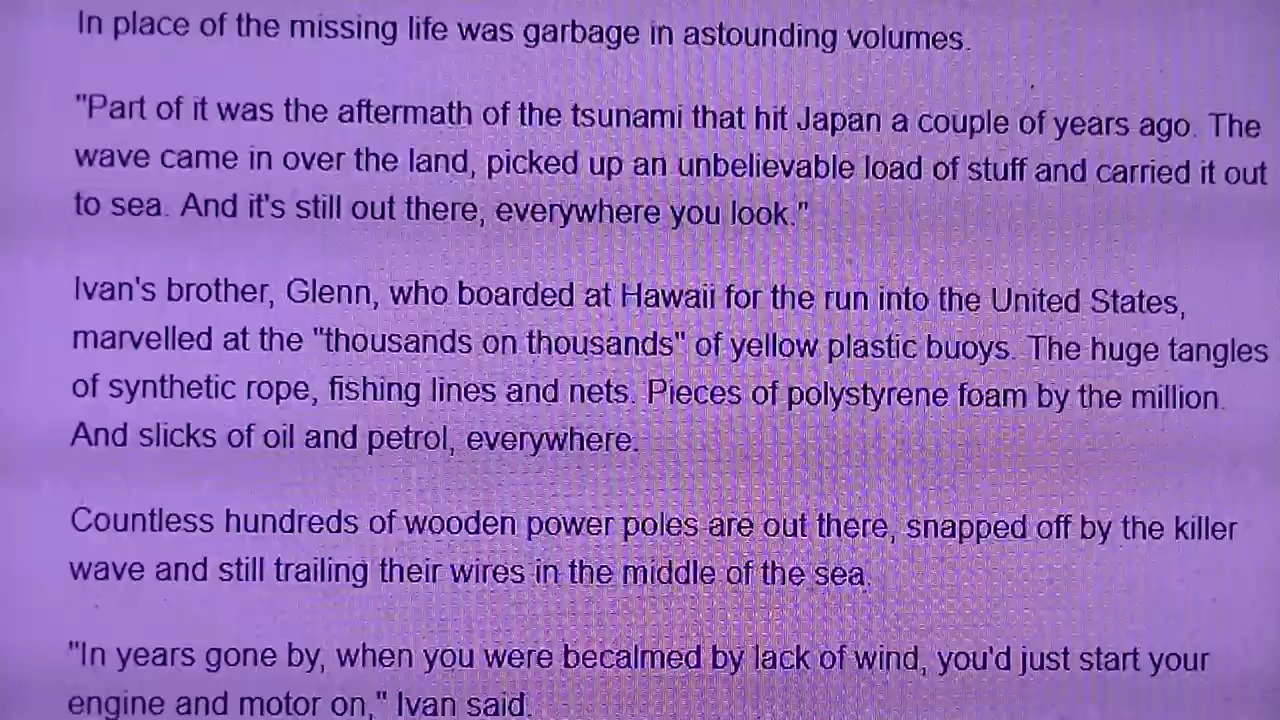 In place of the missing life was garbage in astounding volumes.
"Part of it was the aftermath of the tsunami that hit Japan a couple of years ago. The
wave came in over the land, picked up an unbelievable load of stuff and carried it out
to sea. And it's still out there, everywhere you look."
Ivan's brother, Glenn, who boarded at Hawaii for the run into the United States,
marvelled at the "thousands on thousands" of yellow plastic buoys. The huge tangles
of synthetic rope, fishing lines and nets. Pieces of polystyrene foam by the million.
And slicks of oil and petrol, everywhere.
Countless hundreds of wooden power poles are out there, snapped off by the killer
wave and still trailing their wires in the middle of the sea.
"In years gone by, when you were becalmed by lack of wind, you'd just start your
engine and motor on," Ivan said.